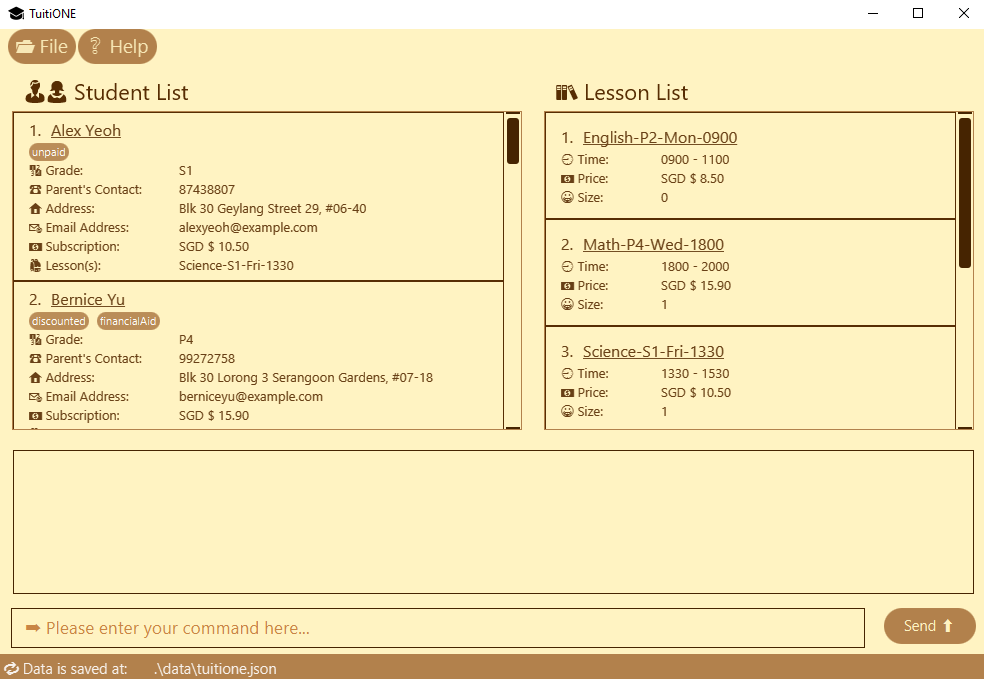 TuitiONE
File Help
Student List
1. Alex Yeoh
unpaid
Grade: S1
Parent's Contact: 87438807
Address: Blk 30 Geylang Street 29, #06-40
Email Address: alexyeoh@example.com
Subscription: SGD $ 10.50
Lesson(s): Science-S1-Fri-1330
2. Bernice Yu
discounted financialAid
Grade: P4
Parent's Contact: 99272758
Address: Blk 30 Lorong 3 Serangoon Gardens, #07-18
Email Address: berniceyu@example.com
Subscription: SGD $ 15.90
Lesson List
1. English-P2-Mon-0900
Time: 0900 - 1100
Price: SGD $ 8.50
Size: 0
2. Math-P4-Wed-1800
Time: 1800 - 2000
Price: SGD $ 15.90
Size: 1
3. Science-S1-Fri-1330
Time: 1330 - 1530
Price: SGD $ 10.50
Size: 1
Please enter your command here...
Send
Data is saved at: .\data\tuitione.json